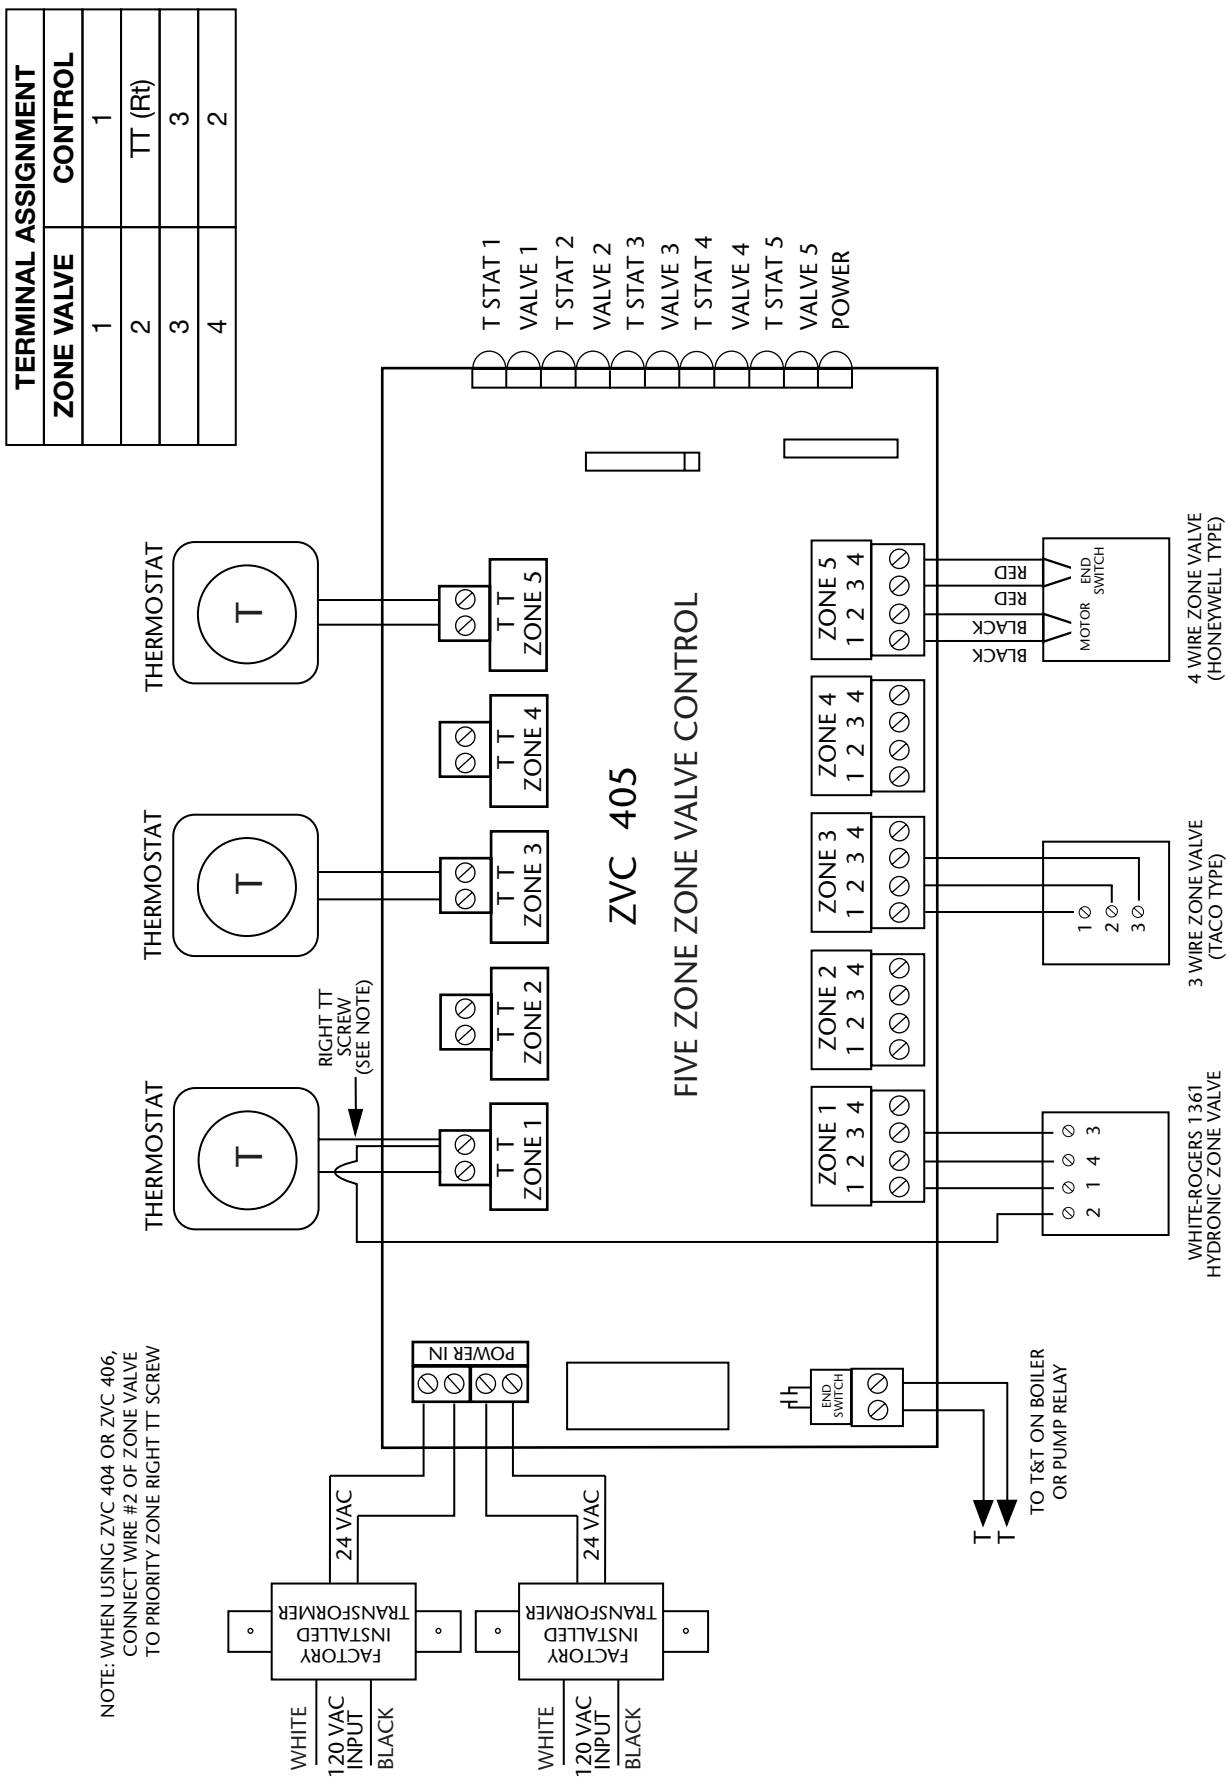 NOTE: WHEN USING ZVC 404 OR ZVC 406,
CONNECT WIRE #2 OF ZONE VALVE
TO PRIORITY ZONE RIGHT TT SCREW
TERMINAL ASSIGNMENT
ZONE VALVE CONTROL
1 1
2 TT (Rt)
3 3
4 2
THERMOSTAT
THERMOSTAT
THERMOSTAT
T
T
T
RIGHT TT
SCREW
(SEE NOTE)
WHITE
120 VAC
INPUT
BLACK
FACTORY
INSTALLED
TRANSFORMER
24 VAC
WHITE
120 VAC
INPUT
BLACK
FACTORY
INSTALLED
TRANSFORMER
24 VAC
POWER IN
T T
ZONE 1
T T
ZONE 2
T T
ZONE 3
T T
ZONE 4
T T
ZONE 5
ZVC 405
FIVE ZONE ZONE VALVE CONTROL
T STAT 1
VALVE 1
T STAT 2
VALVE 2
T STAT 3
VALVE 3
T STAT 4
VALVE 4
T STAT 5
VALVE 5
POWER
END
SWITCH
ZONE 1
1 2 3 4
ZONE 2
1 2 3 4
ZONE 3
1 2 3 4
ZONE 4
1 2 3 4
ZONE 5
1 2 3 4
T
T
TO T&T ON BOILER
OR PUMP RELAY
2 1 4 3
WHITE-ROGERS 1361
HYDRONIC ZONE VALVE
1
2
3
3 WIRE ZONE VALVE
(TACO TYPE)
BLACK
BLACK
RED
RED
MOTOR
END
SWITCH
4 WIRE ZONE VALVE
(HONEYWELL TYPE)